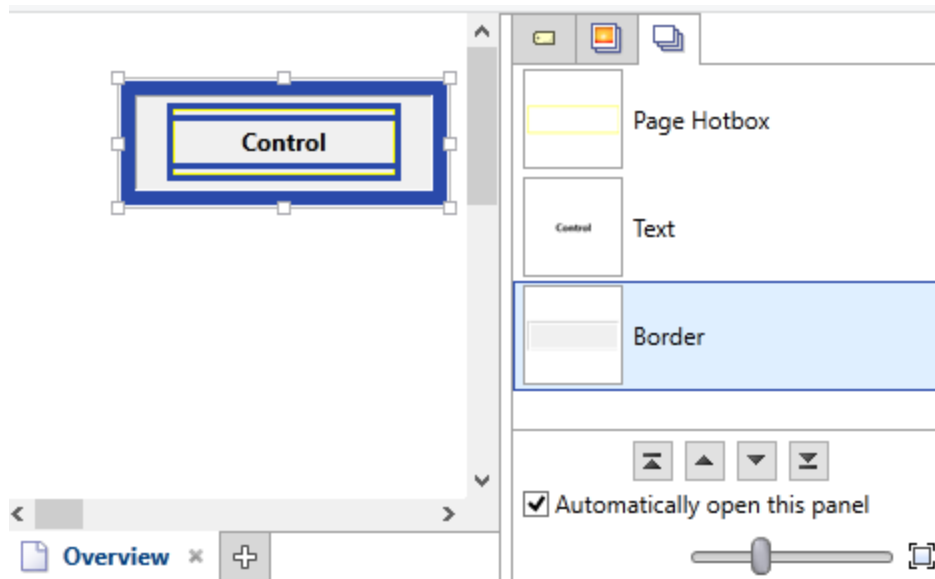 Control
Page Hotbox
Control
Text
Border
Automatically open this panel
Overview